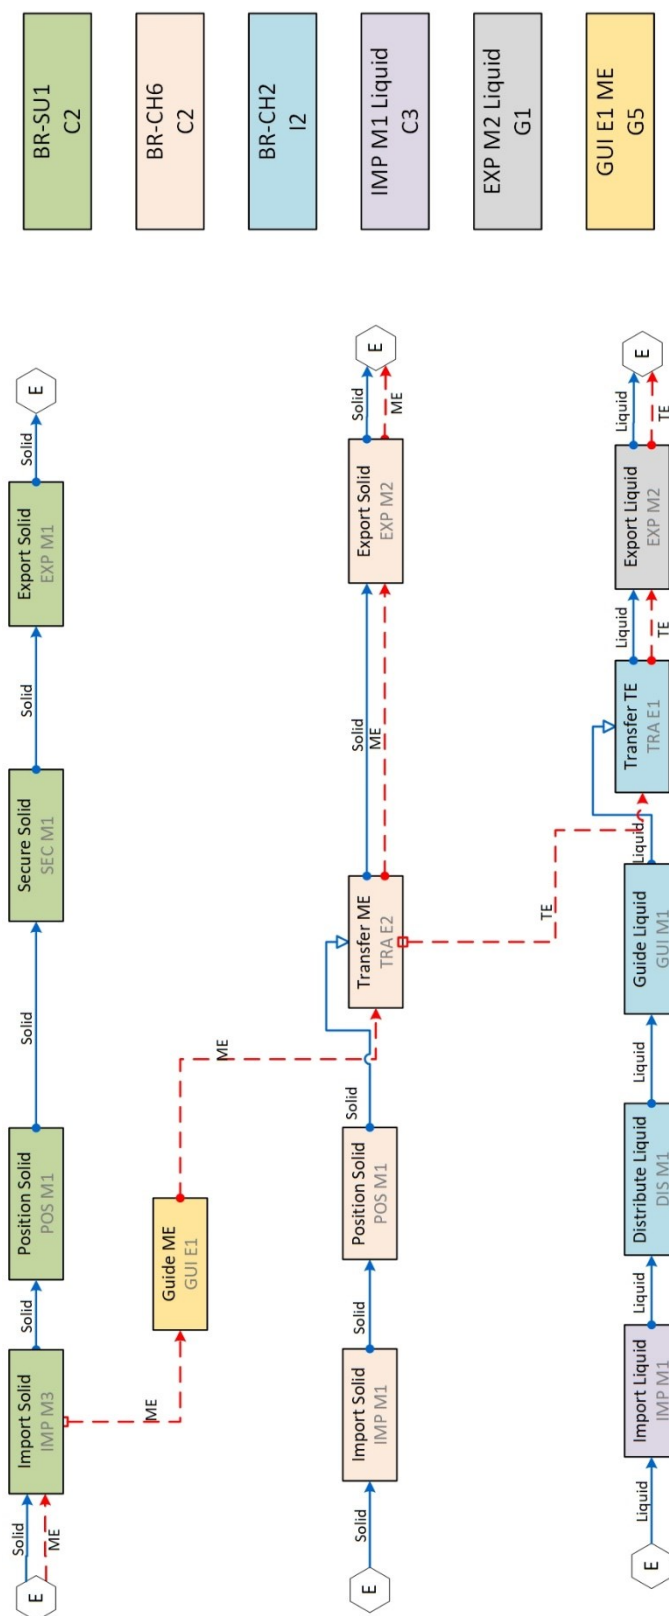 E
Solid
ME
Import Solid
IMP M3
Solid
Position Solid
POS M1
Solid
Secure Solid
SEC M1
Solid
Export Solid
EXP M1
Solid
E
ME
Guide ME
GUI E1
ME
E
Solid
Import Solid
IMP M1
Solid
Position Solid
POS M1
Solid
Transfer ME
TRA E2
Solid
ME
Export Solid
EXP M2
Solid
ME
E
TE
E
Liquid
Import Liquid
IMP M1
Liquid
Distribute Liquid
DIS M1
Liquid
Guide Liquid
GUI M1
Liquid
Transfer TE
TRA E1
Liquid
TE
Export Liquid
EXP M2
Liquid
TE
E
BR-SU1
C2
BR-CH6
C2
BR-CH2
I2
IMP M1 Liquid
C3
EXP M2 Liquid
G1
GUI E1 ME
G5